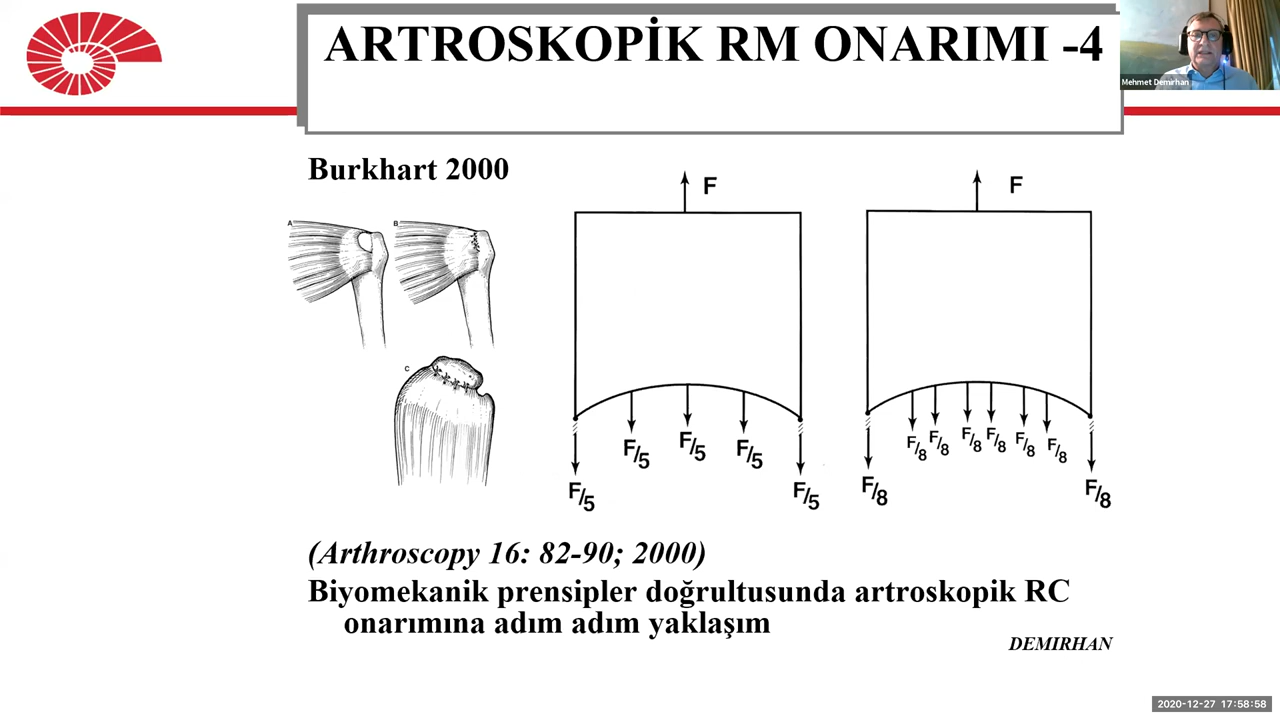 ARTROSKOPİK RM ONARIMI -4
Mehmet Demirhan
Burkhart 2000
A
B
C
F
F/5
F/5
F/5
F/5
F/5
F
F/8
F/8
F/8
F/8
F/8
F/8
F/8
F/8
(Arthroscopy 16: 82-90; 2000)
Biyomekanik prensipler doğrultusunda artroskopik RC
onarımına adım adım yaklaşım
DEMIRHAN
2020-12-27 17:58:58